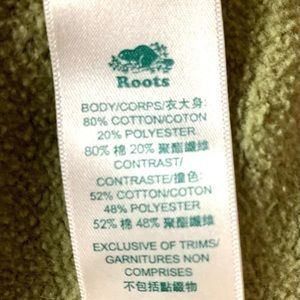 Roots
BODY/CORPS/衣大身:
80% COTTON/COTON
20% POLYESTER
80% 棉 20% 聚酯纖維
CONTRAST/
CONTRASTE/撞色:
52% COTTON/COTON
48% POLYESTER
52% 棉 48% 聚酯纖維
EXCLUSIVE OF TRIMS/
GARNITURES NON
COMPRISES
不包括點綴物